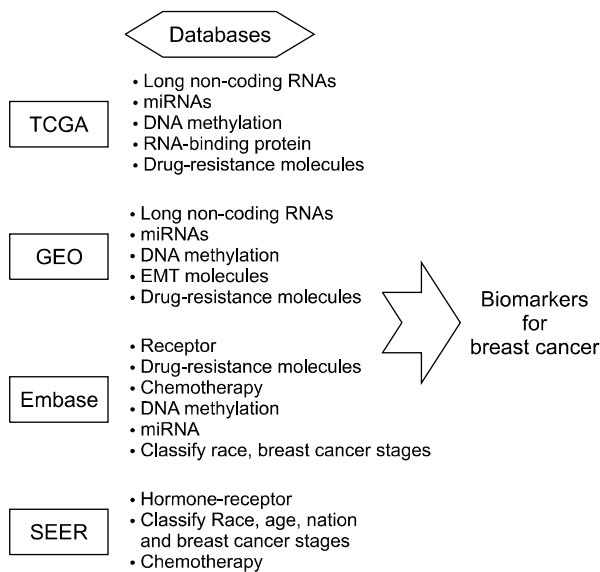 Databases
TCGA
• Long non-coding RNAs
• miRNAs
• DNA methylation
• RNA-binding protein
• Drug-resistance molecules
GEO
• Long non-coding RNAs
• miRNAs
• DNA methylation
• EMT molecules
• Drug-resistance molecules
Embase
• Receptor
• Drug-resistance molecules
• Chemotherapy
• DNA methylation
• miRNA
• Classify race, breast cancer stages
SEER
• Hormone-receptor
• Classify Race, age, nation
and breast cancer stages
• Chemotherapy
Biomarkers
for
breast cancer